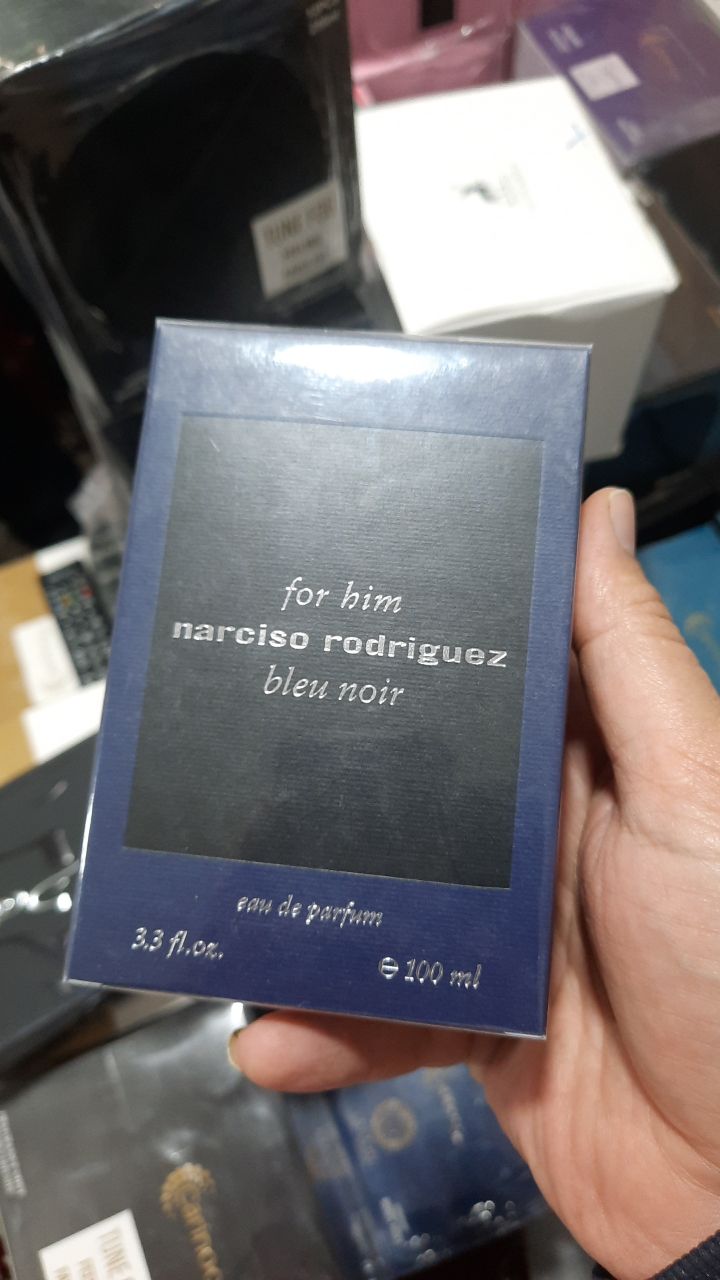 for him
narciso rodriguez
bleu noir
eau de parfum
3.3 fl.oz.
℮ 100 ml